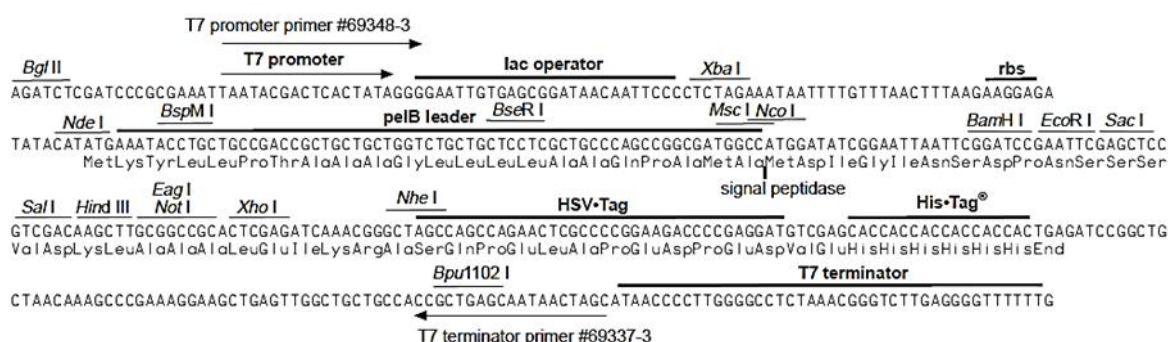 T7 promoter primer #69348-3
Bgl II T7 promoter lac operator Xba I rbs
AGATCTCGATCCCGCGAAATTAATACGACTCACTATAGGGGAATTGTGAGCGGATAACAATTCCCCTCTAGAAATAATTTTGTTTAACTTTAAGAAGGAGA
Nde I BspM I pelB leader BseR I Msc I Nco I BamH I EcoR I Sac I
TATACATATGAAATACCTGCTGCCGACCGCTGCTGCTGGTCTGCTGCTCCTCGCTGCCCAGCCGGCGATGGCCATGGATATCGGAATTAATTCGGATCCGAATTCGAGCTCC
MetLysTyrLeuLeuProThrAlaAlaAlaGlyLeuLeuLeuLeuAlaAlaGlnProAlaMetAlaMetAspIleGlyIleAsnSerAspProAsnSerSerSer
signal peptidase
Sal I Hind III Eag I Not I Xho I Nhe I HSV•Tag His•Tag®
GTCGACAAGCTTGCGGCCGCACTCGAGATCAAACGGGCTAGCCAGCCAGAACTCGCCCCGGAAGACCCCGAGGATGTCGAGCACCACCACCACCACCACTGAGATCCGGCTG
ValAspLysLeuAlaAlaAlaLeuGluIleLysArgAlaSerGlnProGluLeuAlaProGluAspProGluAspValGluHisHisHisHisHisHisEnd
Bpu1102 I T7 terminator
CTAACAAAGCCCGAAAGGAAGCTGAGTTGGCTGCTGCCACCGCTGAGCAATAACTAGCATAACCCCTTGGGGCCTCTAAACGGGTCTTGAGGGGTTTTTTG
T7 terminator primer #69337-3